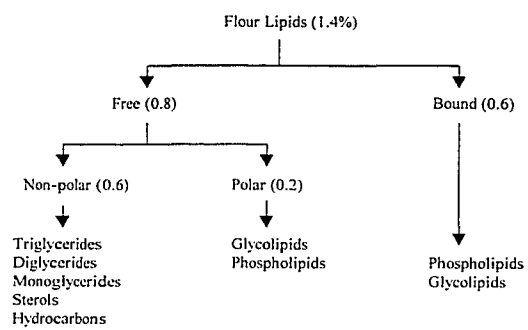 Flour Lipids (1.4%)
Free (0.8)
Bound (0.6)
Non-polar (0.6)
Polar (0.2)
Triglycerides
Diglycerides
Monoglycerides
Sterols
Hydrocarbons
Glycolipids
Phospholipids
Phospholipids
Glycolipids